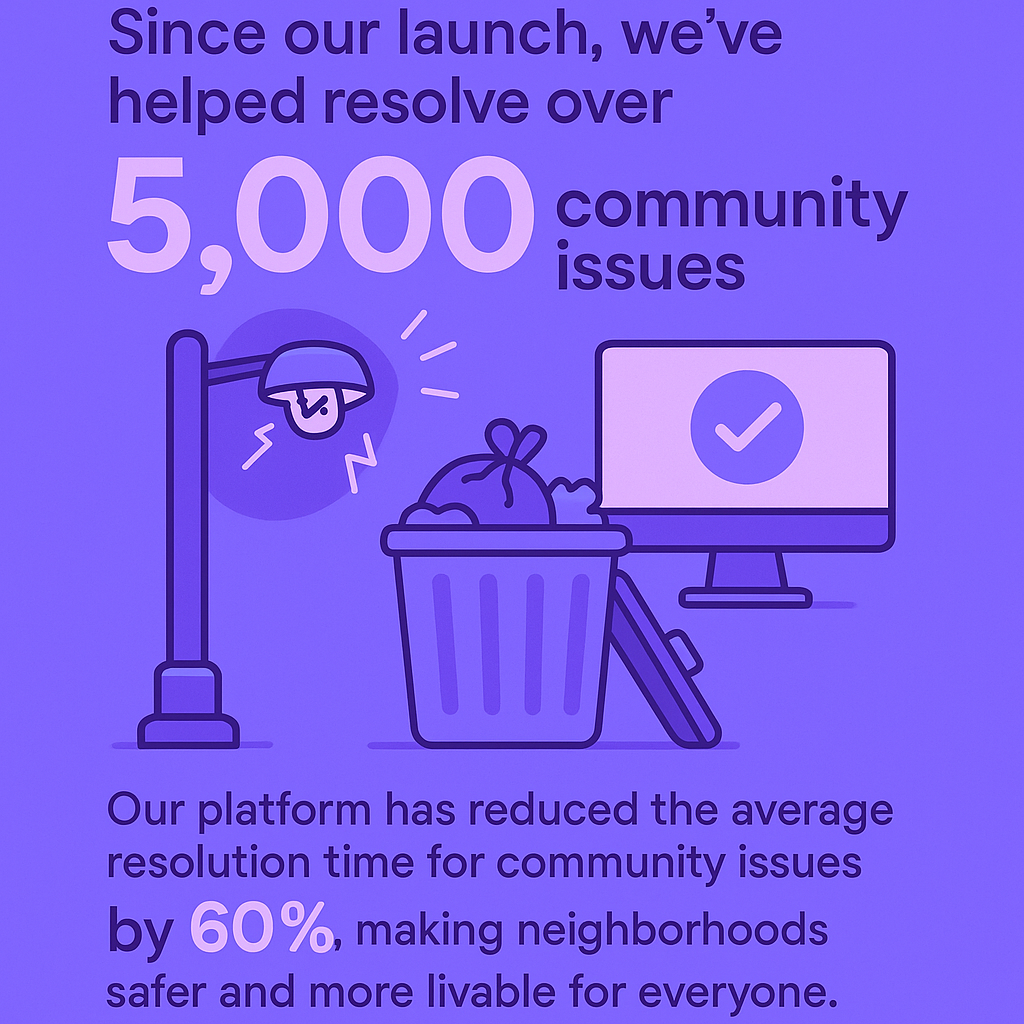 Since our launch, we’ve
helped resolve over
5,000 community
issues
Our platform has reduced the average
resolution time for community issues
by 60%, making neighborhoods
safer and more livable for everyone.